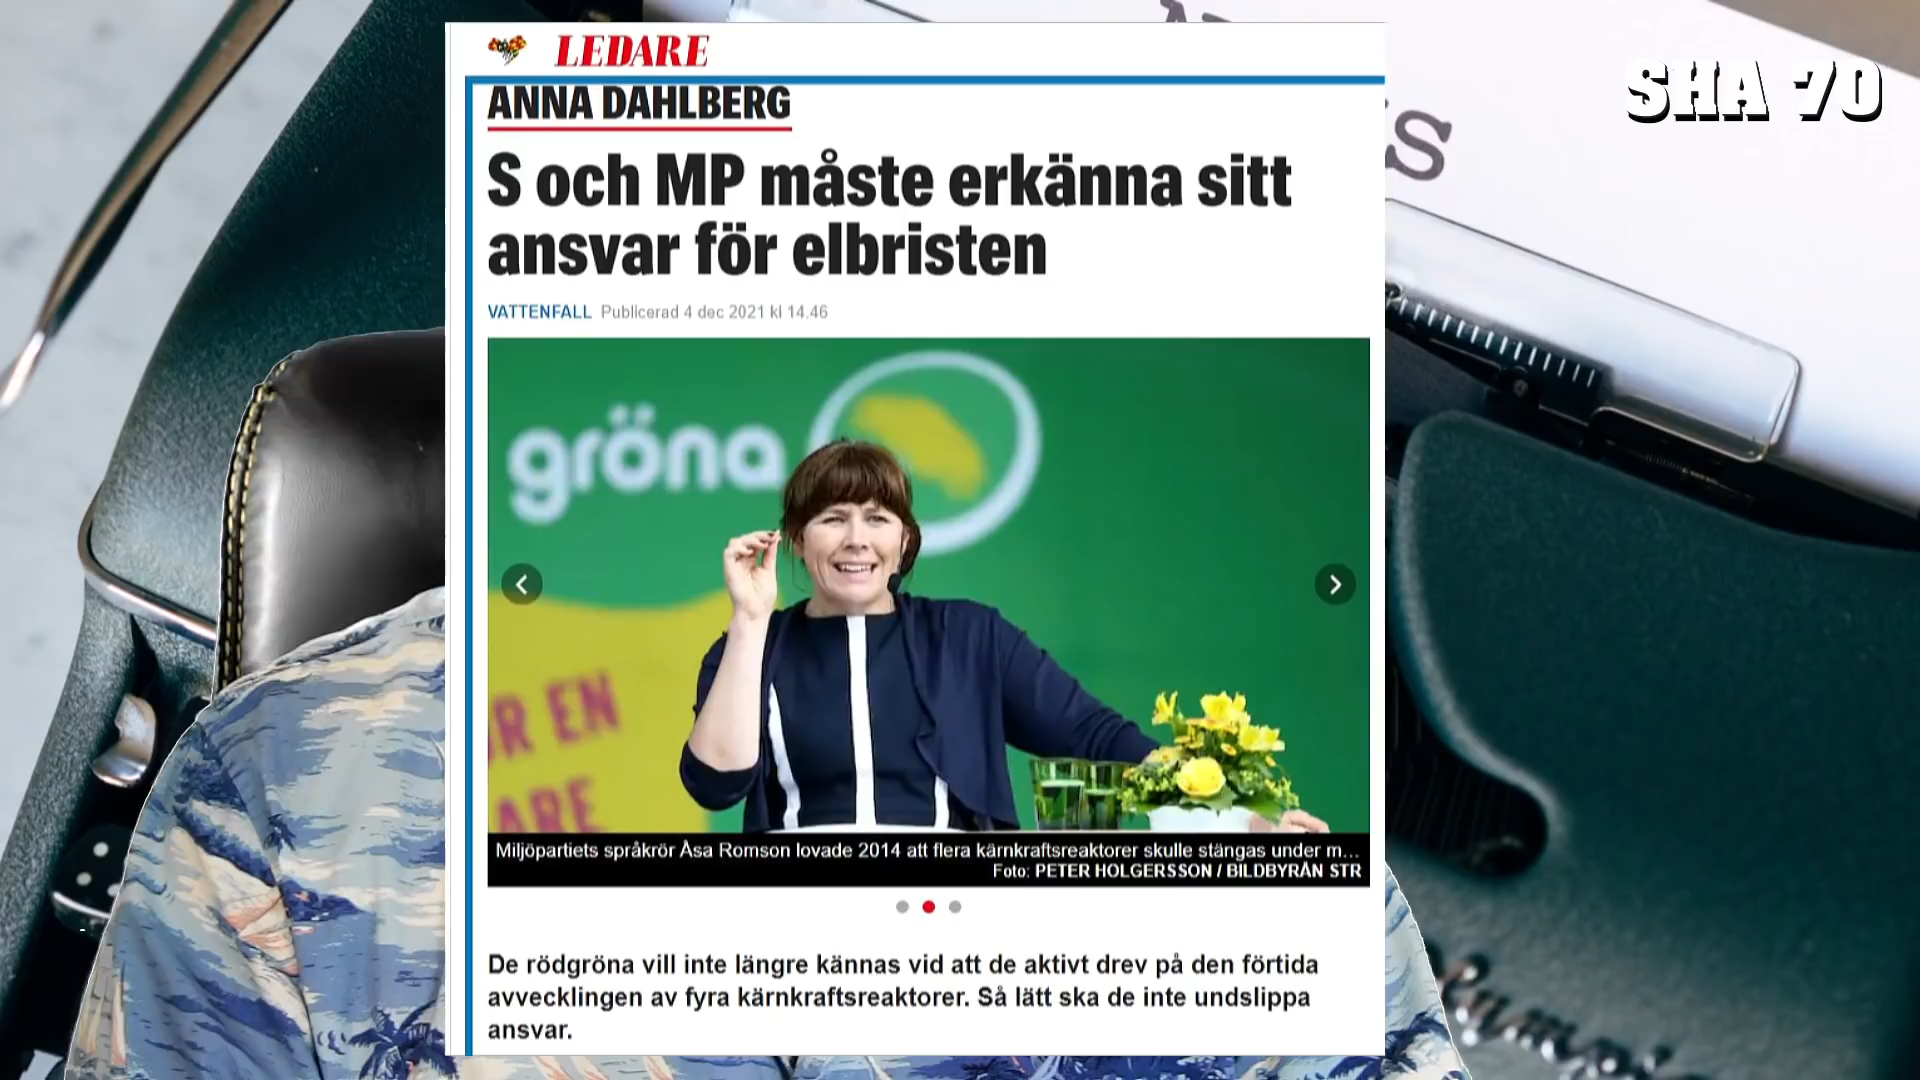 LEDARE
SHA 70
ANNA DAHLBERG
S och MP måste erkänna sitt
ansvar för elbristen
VATTENFALL Publicerad 4 dec 2021 kl 14.46
gröna
R EN
ARE
Miljöpartiets språkrör Åsa Romson lovade 2014 att flera kärnkraftsreaktorer skulle stängas under m...
Foto: PETER HOLGERSSON / BILDBYRÅN STR
De rödgröna vill inte längre kännas vid att de aktivt drev på den förtida
avvecklingen av fyra kärnkraftsreaktorer. Så lätt ska de inte undslippa
ansvar.